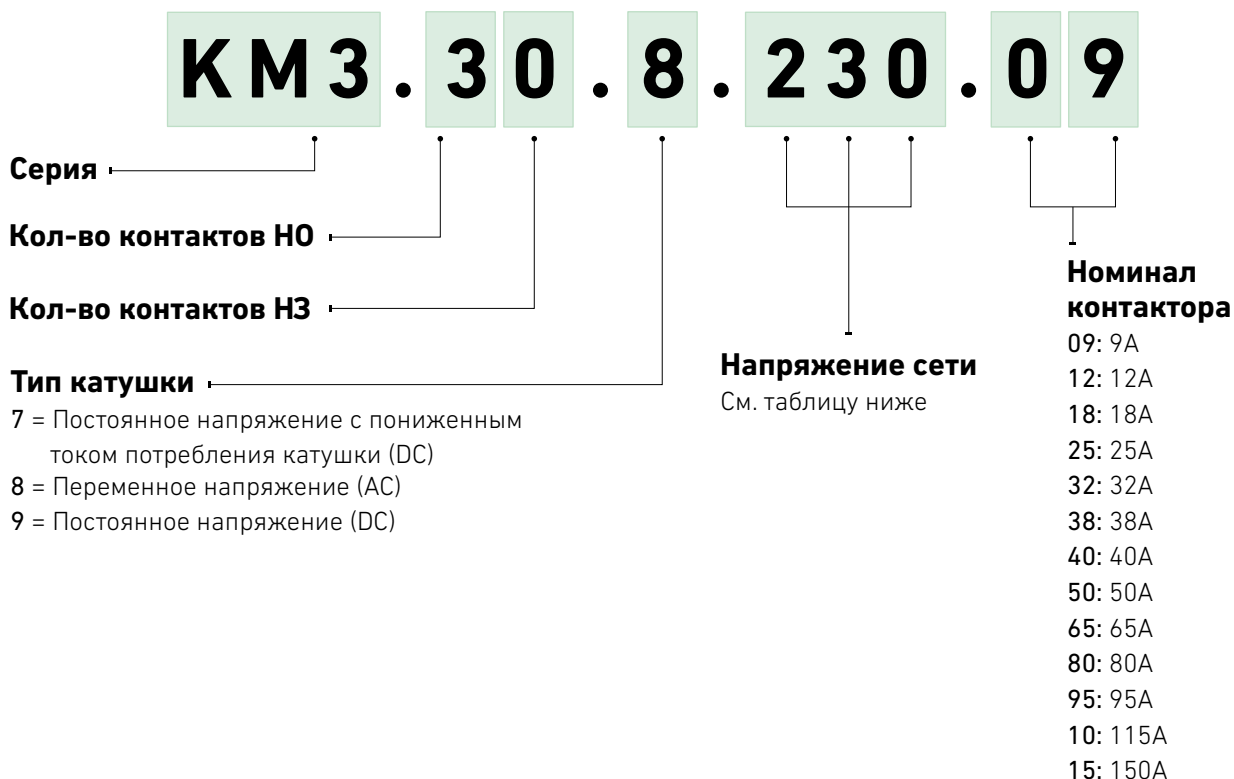 КМ3.30.8.230.09
Серия
Кол-во контактов НО
Кол-во контактов НЗ
Тип катушки
7 = Постоянное напряжение с пониженным
током потребления катушки (DC)
8 = Переменное напряжение (AC)
9 = Постоянное напряжение (DC)
Напряжение сети
См. таблицу ниже
Номинал
контактора
09: 9A
12: 12A
18: 18A
25: 25A
32: 32A
38: 38A
40: 40A
50: 50A
65: 65A
80: 80A
95: 95A
10: 115A
15: 150A